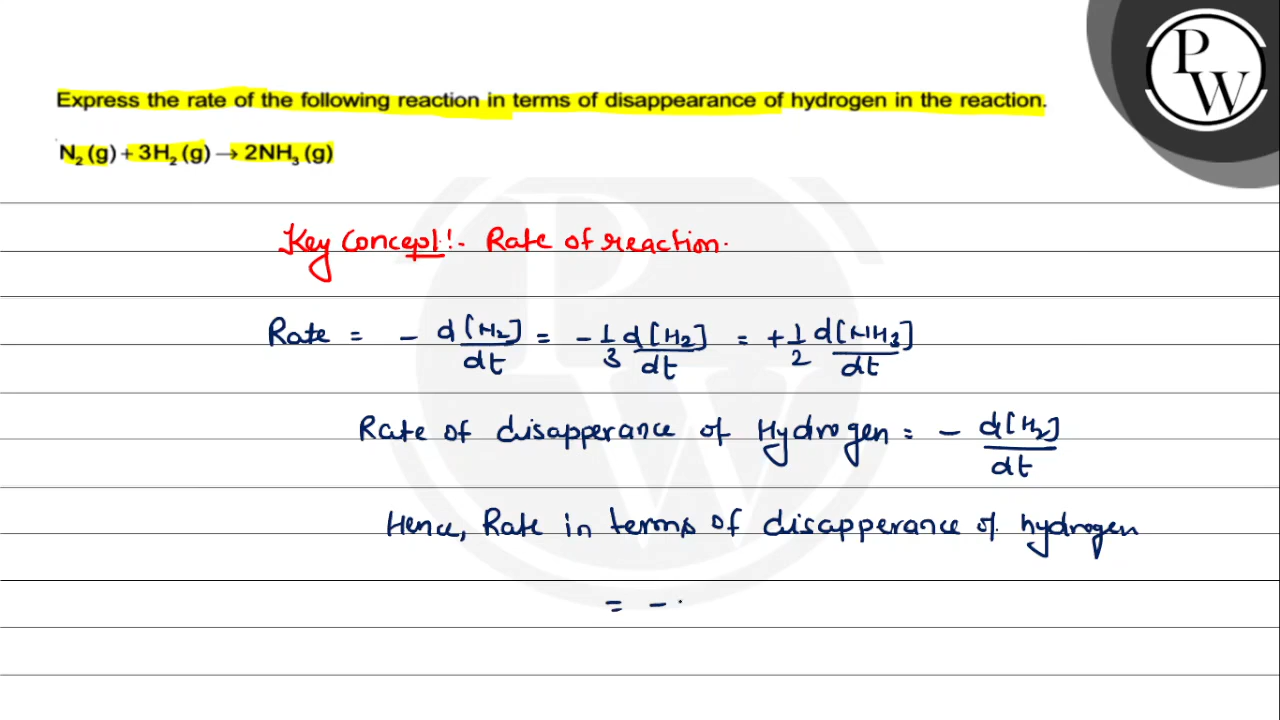 P
W
Express the rate of the following reaction in terms of disappearance of hydrogen in the reaction.
N₂ (g) + 3H₂ (g) → 2NH₃ (g)
Key Concept!- Rate of reaction.
Rate = - d[H₂]/dt = - 1/3 d[H₂]/dt = + 1/2 d[NH₃]/dt
Rate of disapperance of Hydrogen = - d[H₂]/dt
Hence, Rate in terms of disapperance of hydrogen
= -